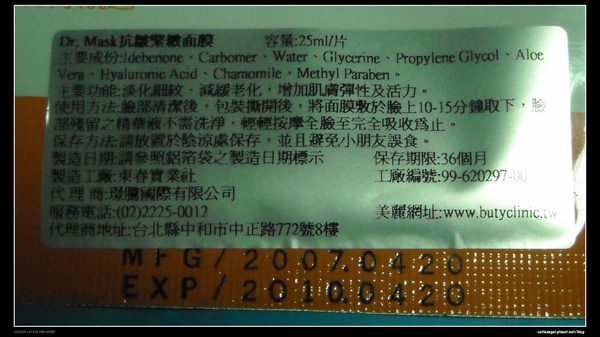 Dr. Mask抗皺緊緻面膜 容量:25ml/片
主要成份:Idebenone、Carbomer、Water、Glycerine、Propylene Glycol、Aloe
Vera、Hyaluronic Acid、Chamomile、Methyl Paraben。
主要功能:淡化細紋、減緩老化，增加肌膚彈性及活力。
使用方法:臉部清潔後，包裝撕開後，將面膜敷於臉上10-15分鐘取下，臉
部殘留之精華液不需洗淨，輕輕按摩全臉至完全吸收為止。
保存方法:請放置於陰涼處保存，並且避免小朋友誤食。
製造日期:請參照鋁箔袋之製造日期標示 保存期限:36個月
製造工廠:東春實業社 工廠編號:99-620297-00
代 理 商:璟騰國際有限公司
服務電話:(02)2225-0012 美麗網址:www.butyclinic.tw
代理商地址:台北縣中和市中正路772號8樓
MFG/2007.0420
EXP/2010.0420